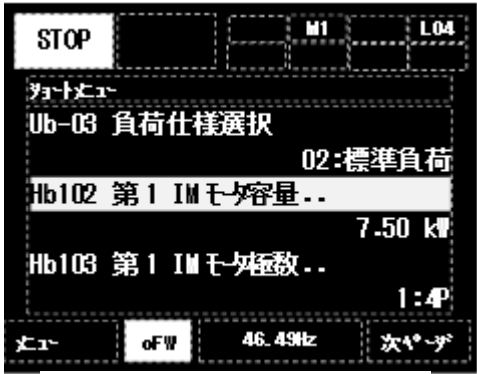 STOP M1 L04
ｼｮｰﾄﾒﾆｭｰ
Ub-03 負荷仕様選択
02:標準負荷
Hb102 第1 IMﾓｰﾀ容量..
7.50 kW
Hb103 第1 IMﾓｰﾀ極数..
1:4P
ﾒﾆｭｰ oFW 46.49Hz 次ﾍﾟｰｼﾞ